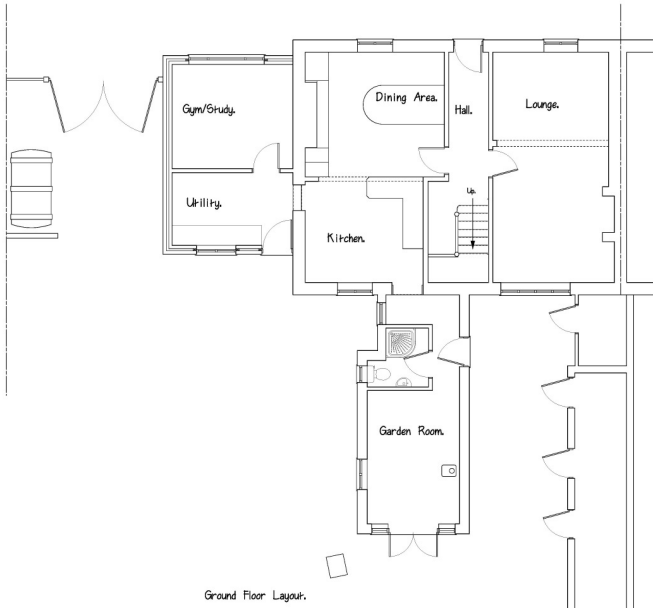 Dining Area.
Gym/Study.
Hall.
Lounge.
Up.
Utility.
Kitchen.
Garden Room.
Ground Floor Layout.